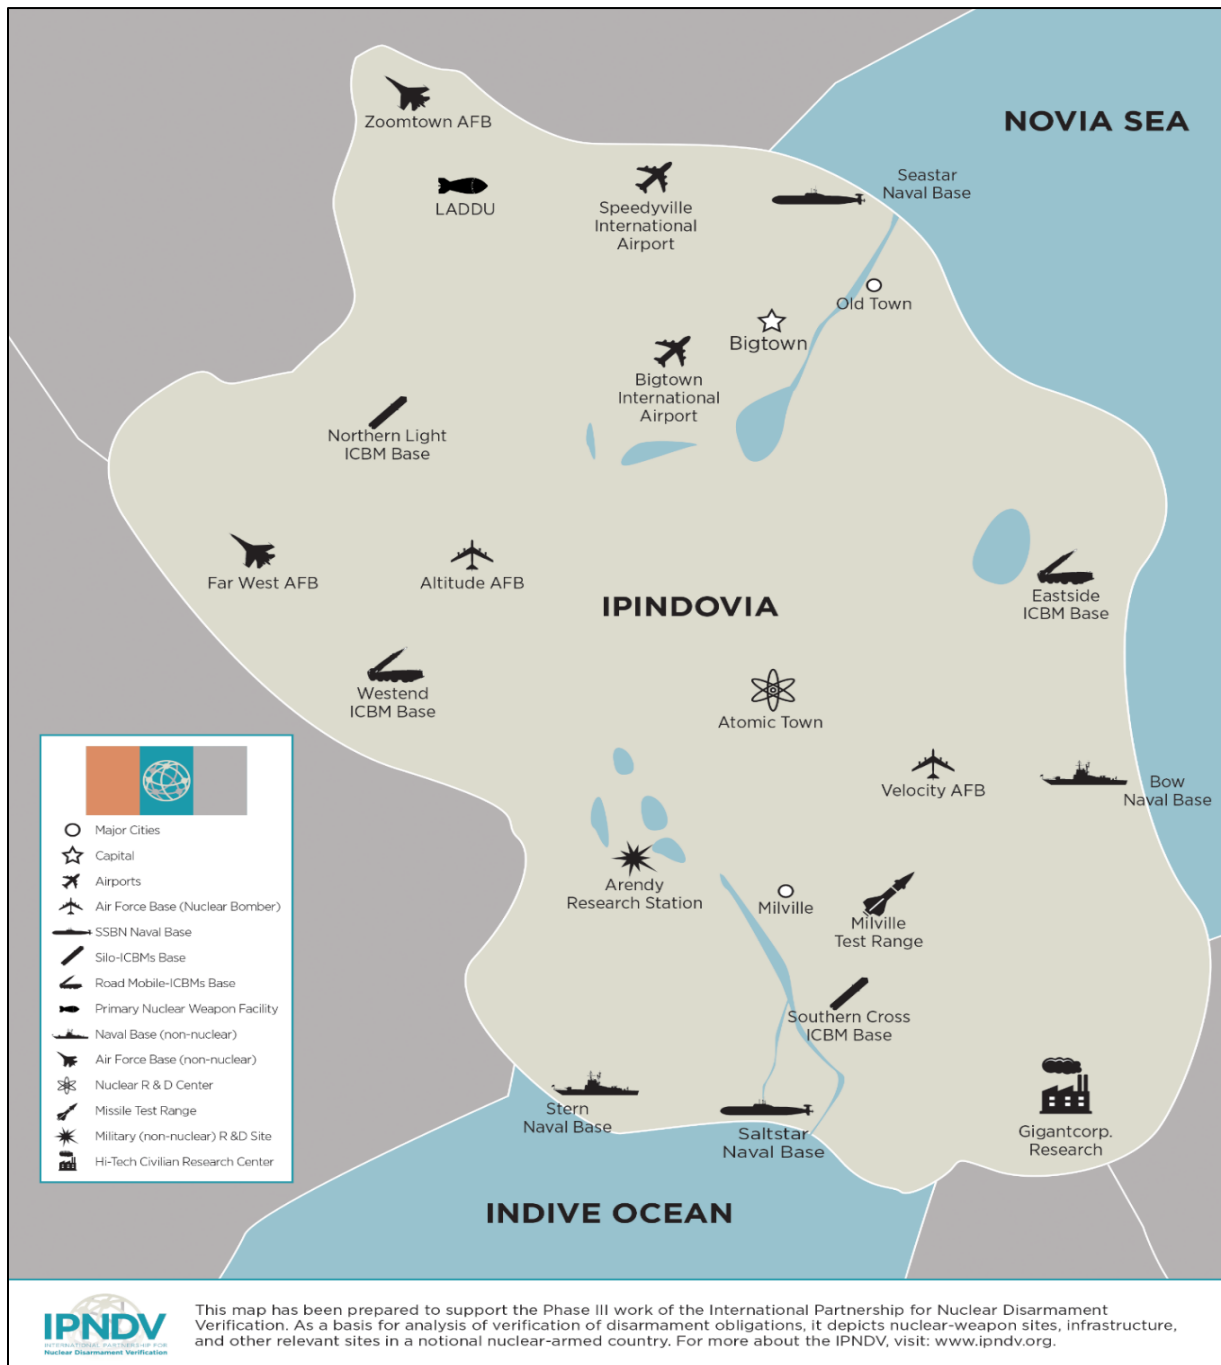 Zoomtown AFB
NOVIA SEA
LADDU
Speedyville
International
Airport
Seastar
Naval Base
Old Town
Bigtown
Bigtown
International
Airport
Northern Light
ICBM Base
Far West AFB
Altitude AFB
IPINDOVIA
Eastside
ICBM Base
Westend
ICBM Base
Atomic Town
Velocity AFB
Bow
Naval Base
Arendy
Research Station
Milville
Milville
Test Range
Southern Cross
ICBM Base
Stern
Naval Base
Saltstar
Naval Base
Gigantcorp.
Research
INDIVE OCEAN
Major Cities
Capital
Airports
Air Force Base (Nuclear Bomber)
SSBN Naval Base
Silo-ICBMs Base
Road Mobile-ICBMs Base
Primary Nuclear Weapon Facility
Naval Base (non-nuclear)
Air Force Base (non-nuclear)
Nuclear R & D Center
Missile Test Range
Military (non-nuclear) R &D Site
Hi-Tech Civilian Research Center
IPNDV
INTERNATIONAL PARTNERSHIP FOR
Nuclear Disarmament Verification
This map has been prepared to support the Phase III work of the International Partnership for Nuclear Disarmament
Verification. As a basis for analysis of verification of disarmament obligations, it depicts nuclear-weapon sites, infrastructure,
and other relevant sites in a notional nuclear-armed country. For more about the IPNDV, visit: www.ipndv.org.